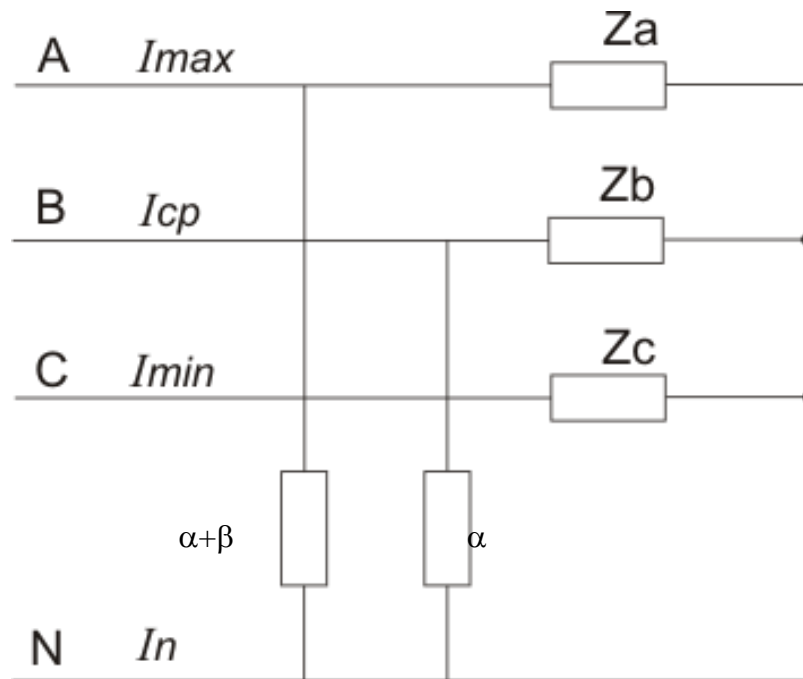 Za
A Imax
Zb
B Icp
Zc
C Imin
α+β α
N In